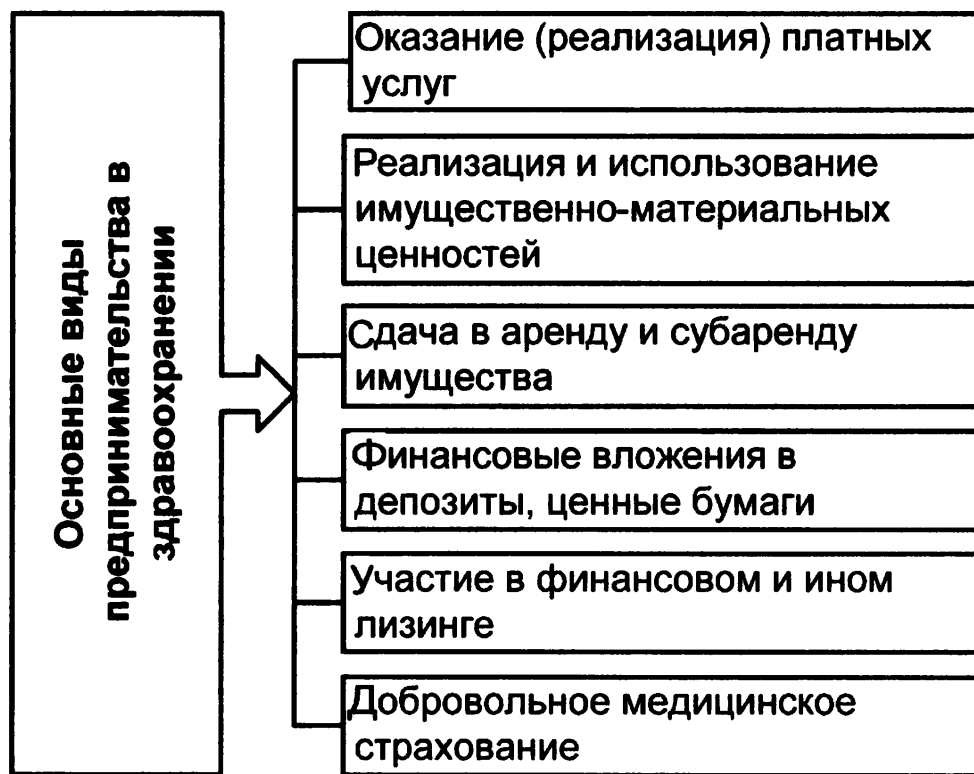 Основные виды
предпринимательства в
здравоохранении
Оказание (реализация) платных
услуг
Реализация и использование
имущественно-материальных
ценностей
Сдача в аренду и субаренду
имущества
Финансовые вложения в
депозиты, ценные бумаги
Участие в финансовом и ином
лизинге
Добровольное медицинское
страхование